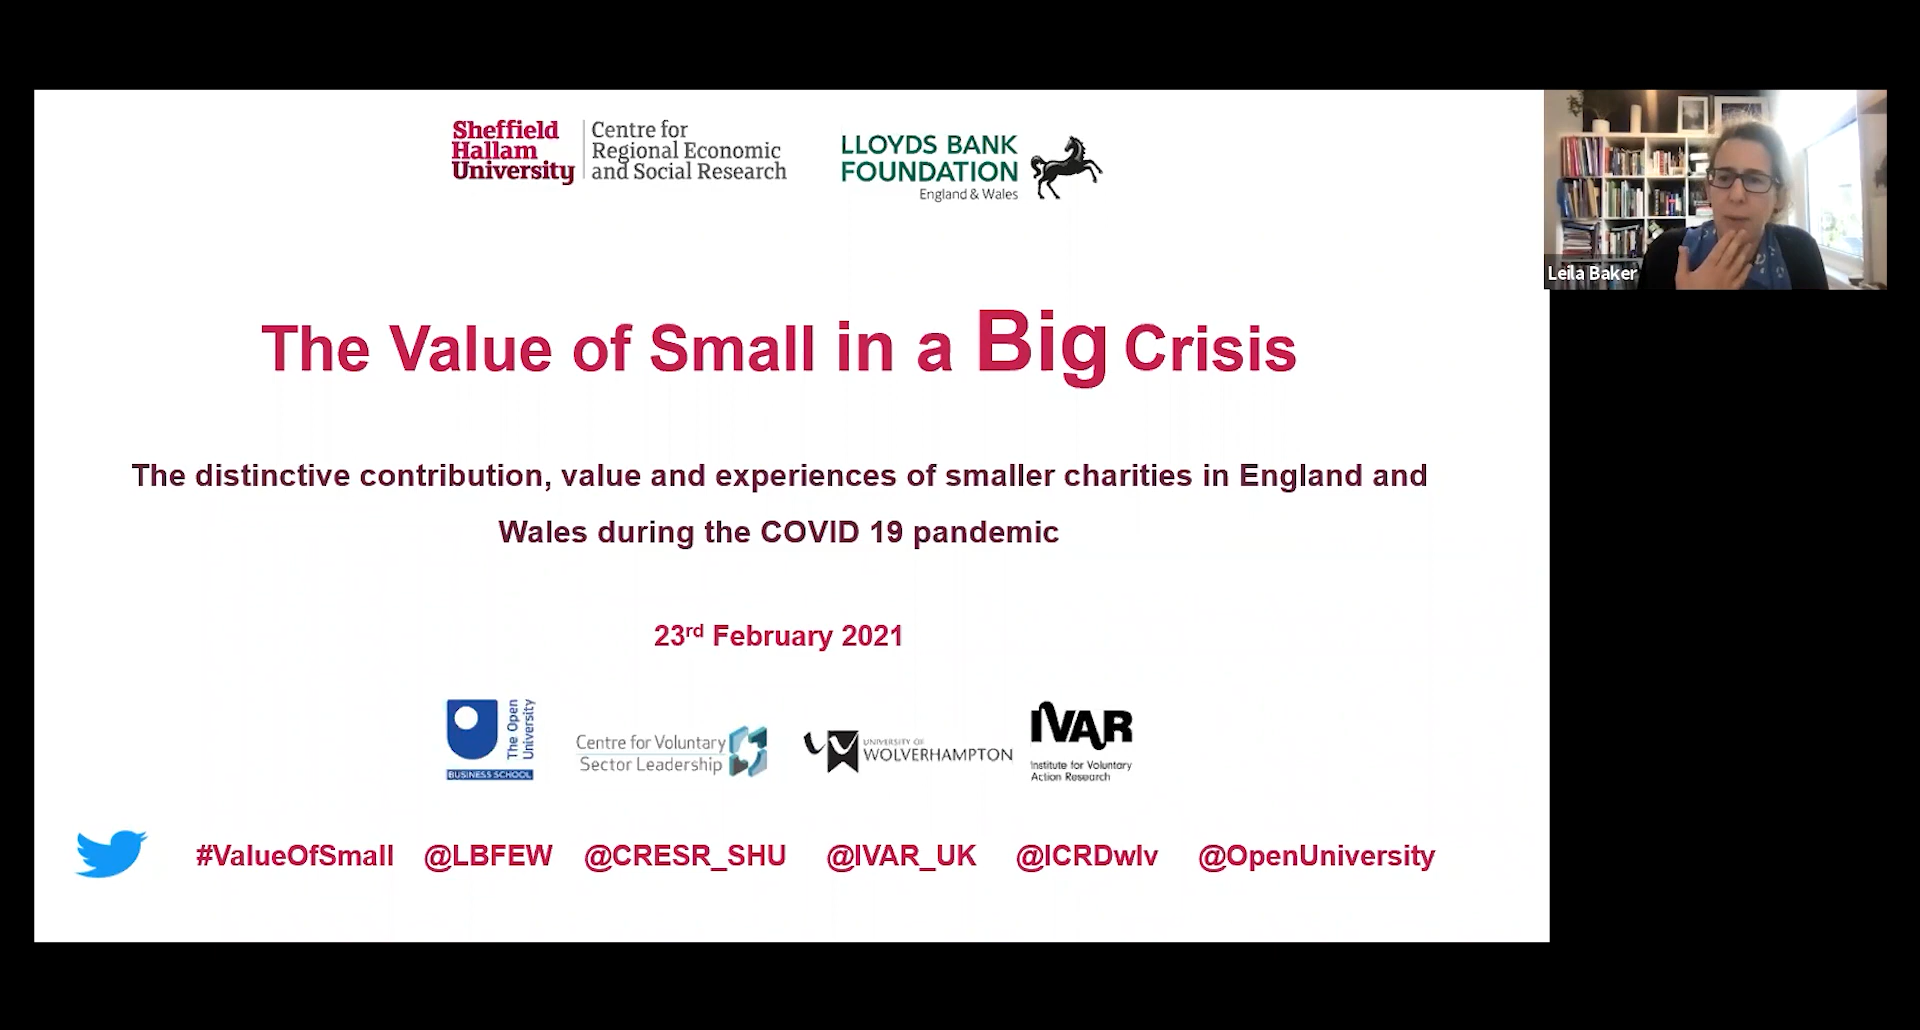 Sheffield
Hallam
University
Centre for
Regional Economic
and Social Research
LLOYDS BANK
FOUNDATION
England & Wales
Leila Baker
The Value of Small in a Big Crisis
The distinctive contribution, value and experiences of smaller charities in England and
Wales during the COVID 19 pandemic
23rd February 2021
The Open
University
BUSINESS SCHOOL
Centre for Voluntary
Sector Leadership
UNIVERSITY OF
WOLVERHAMPTON
IVAR
Institute for Voluntary
Action Research
#ValueOfSmall @LBFEW @CRESR_SHU @IVAR_UK @ICRDwlv @OpenUniversity